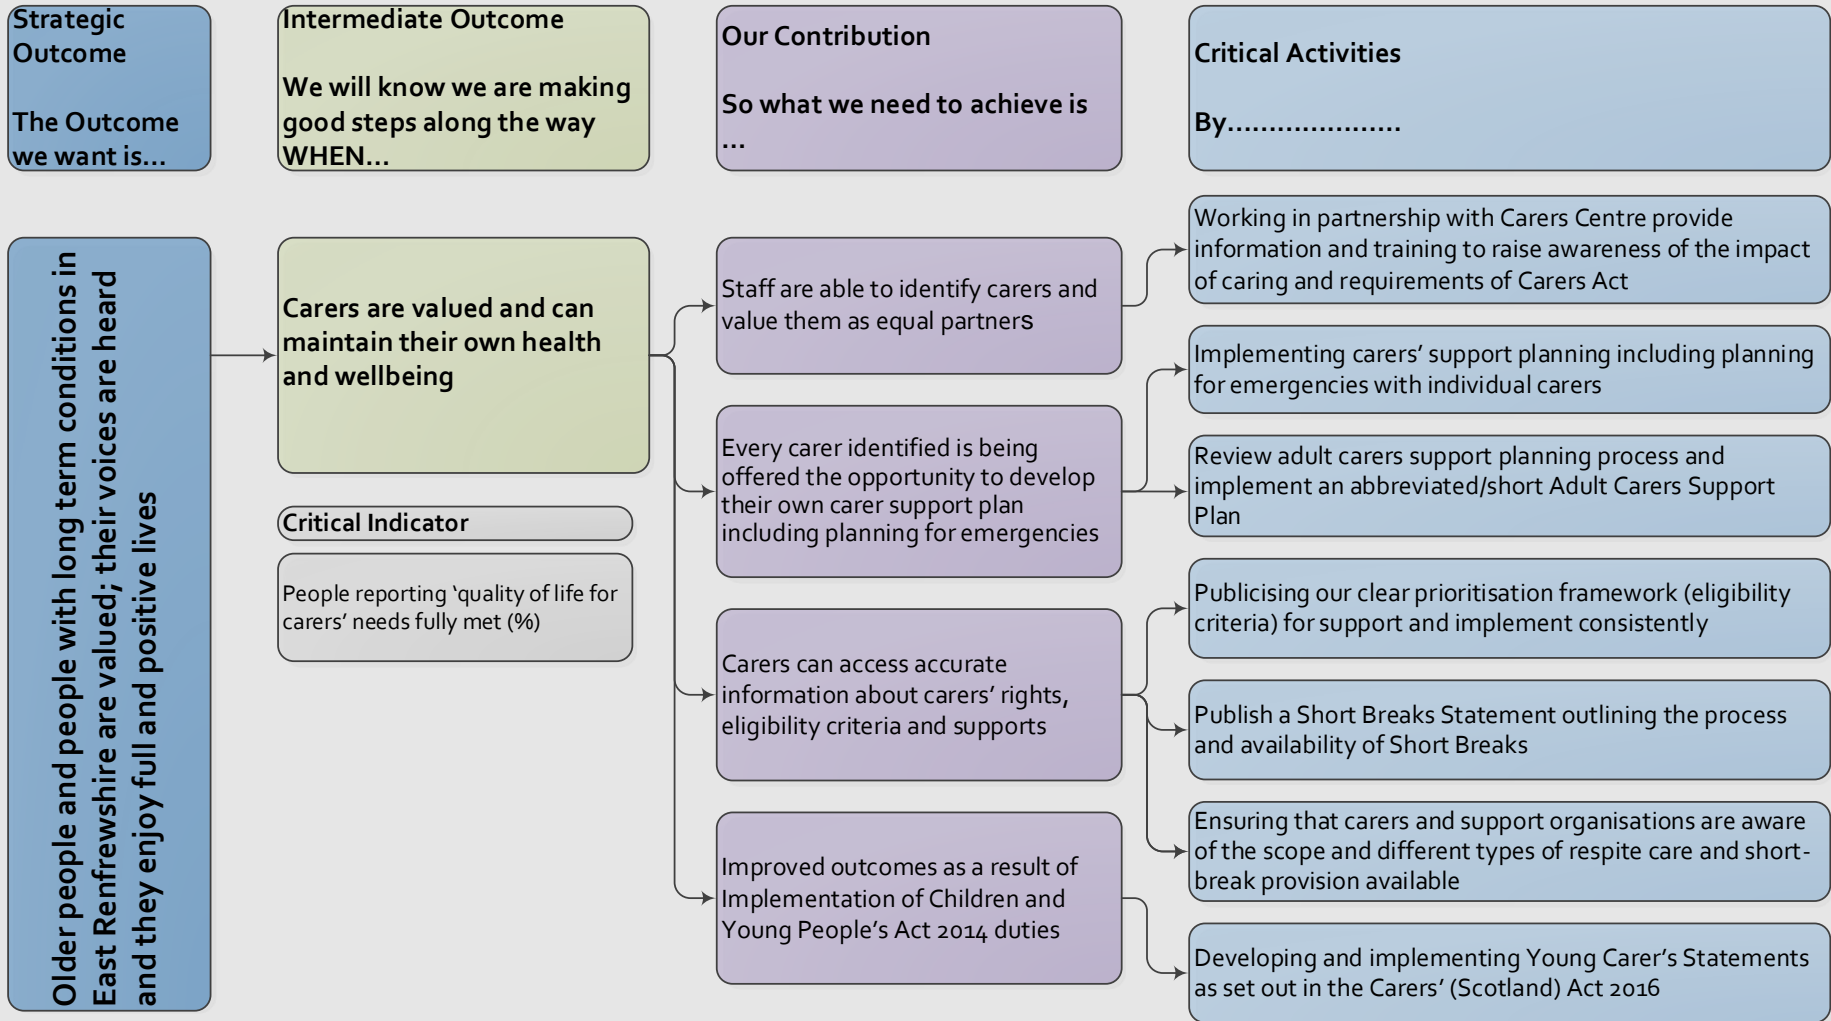 Strategic
Outcome
The Outcome
we want is...
Intermediate Outcome
We will know we are making
good steps along the way
WHEN...
Our Contribution
So what we need to achieve is
...
Critical Activities
By.....................
Older people and people with long term conditions in
East Renfrewshire are valued; their voices are heard
and they enjoy full and positive lives
Carers are valued and can
maintain their own health
and wellbeing
Critical Indicator
People reporting ‘quality of life for
carers’ needs fully met (%)
Staff are able to identify carers and
value them as equal partners
Every carer identified is being
offered the opportunity to develop
their own carer support plan
including planning for emergencies
Carers can access accurate
information about carers’ rights,
eligibility criteria and supports
Improved outcomes as a result of
Implementation of Children and
Young People’s Act 2014 duties
Working in partnership with Carers Centre provide
information and training to raise awareness of the impact
of caring and requirements of Carers Act
Implementing carers’ support planning including planning
for emergencies with individual carers
Review adult carers support planning process and
implement an abbreviated/short Adult Carers Support
Plan
Publicising our clear prioritisation framework (eligibility
criteria) for support and implement consistently
Publish a Short Breaks Statement outlining the process
and availability of Short Breaks
Ensuring that carers and support organisations are aware
of the scope and different types of respite care and short-
break provision available
Developing and implementing Young Carer’s Statements
as set out in the Carers’ (Scotland) Act 2016